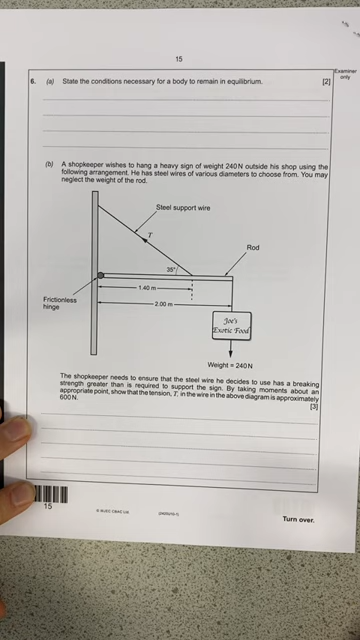 15
Examiner
only
6. (a) State the conditions necessary for a body to remain in equilibrium. [2]
(b) A shopkeeper wishes to hang a heavy sign of weight 240 N outside his shop using the
following arrangement. He has steel wires of various diameters to choose from. You may
neglect the weight of the rod.
Steel support wire
T
Rod
35°
1.40 m
Frictionless
hinge
2.00 m
Joe's
Exotic Food
Weight = 240 N
The shopkeeper needs to ensure that the steel wire he decides to use has a breaking
strength greater than is required to support the sign. By taking moments about an
appropriate point, show that the tension, T, in the wire in the above diagram is approximately
600 N. [3]
15
© WJEC CBAC Ltd.
Turn over.